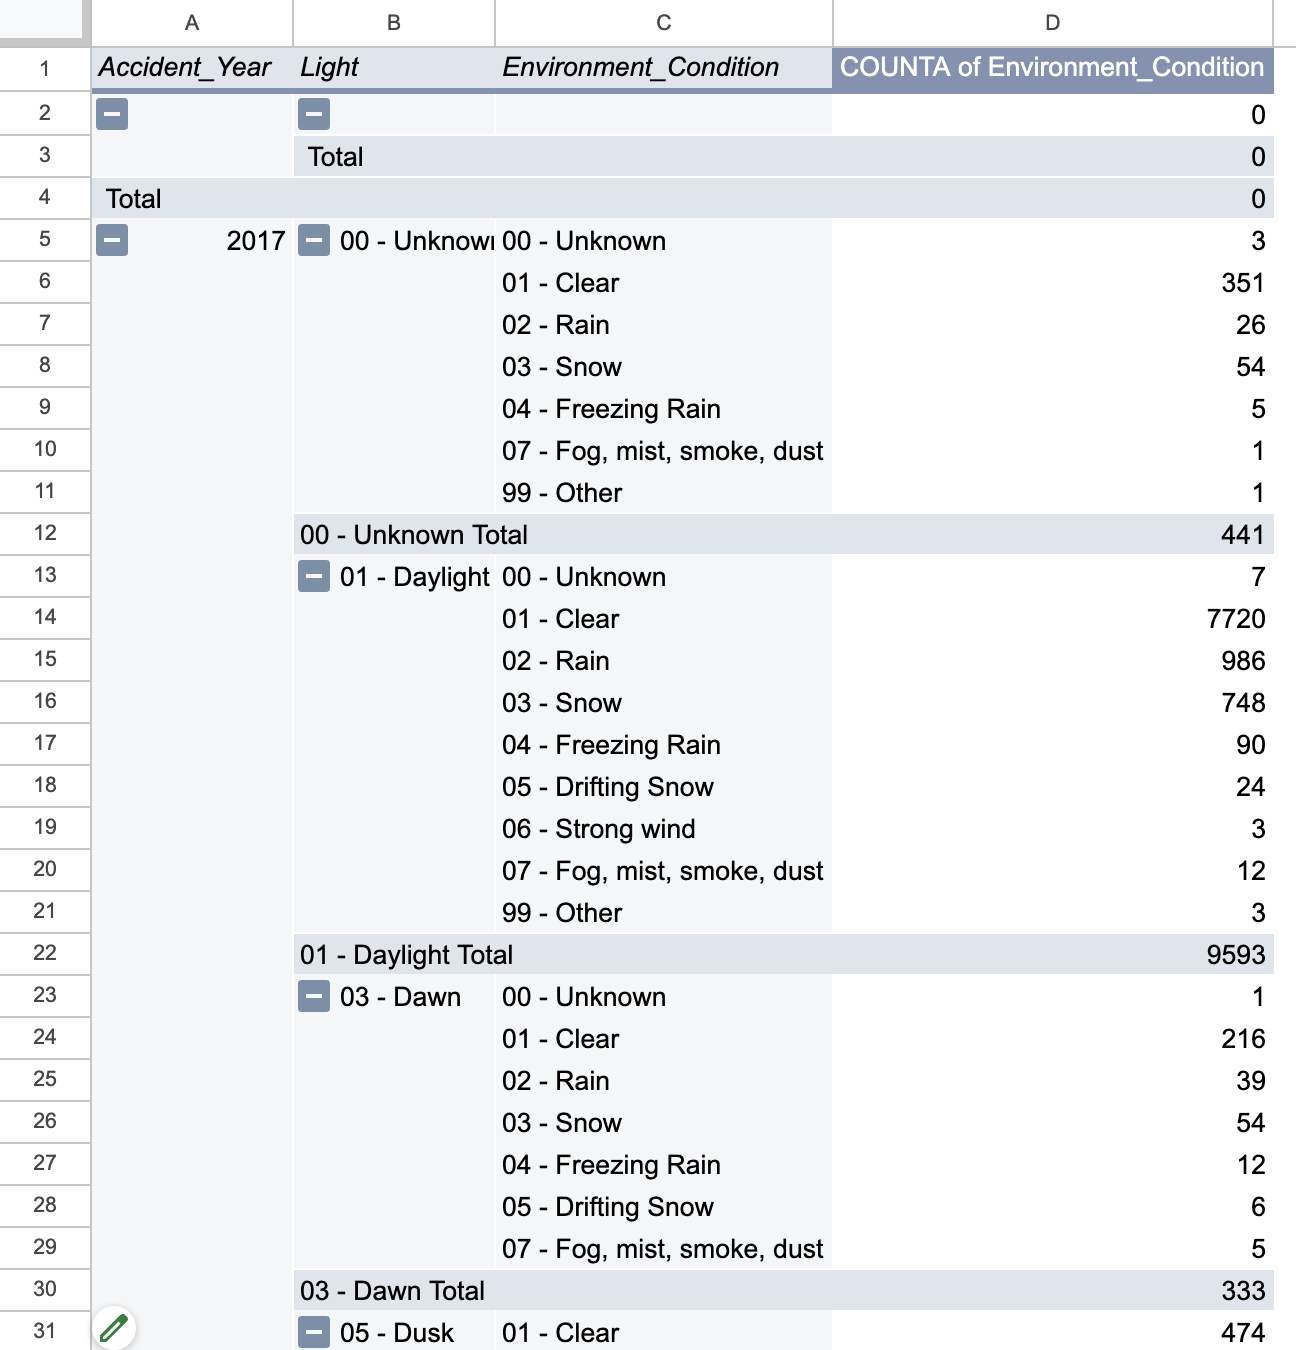 A B C D
1 Accident_Year Light Environment_Condition COUNTA of Environment_Condition
2 0
3 Total 0
4 Total 0
5 2017 00 - Unknown 00 - Unknown 3
6 01 - Clear 351
7 02 - Rain 26
8 03 - Snow 54
9 04 - Freezing Rain 5
10 07 - Fog, mist, smoke, dust 1
11 99 - Other 1
12 00 - Unknown Total 441
13 01 - Daylight 00 - Unknown 7
14 01 - Clear 7720
15 02 - Rain 986
16 03 - Snow 748
17 04 - Freezing Rain 90
18 05 - Drifting Snow 24
19 06 - Strong wind 3
20 07 - Fog, mist, smoke, dust 12
21 99 - Other 3
22 01 - Daylight Total 9593
23 03 - Dawn 00 - Unknown 1
24 01 - Clear 216
25 02 - Rain 39
26 03 - Snow 54
27 04 - Freezing Rain 12
28 05 - Drifting Snow 6
29 07 - Fog, mist, smoke, dust 5
30 03 - Dawn Total 333
31 05 - Dusk 01 - Clear 474